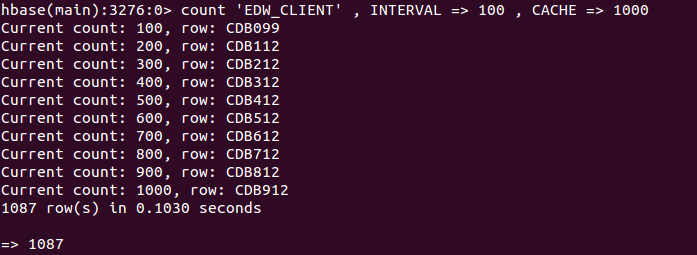 hbase(main):3276:0> count 'EDW_CLIENT' , INTERVAL => 100 , CACHE => 1000
Current count: 100, row: CDB099
Current count: 200, row: CDB112
Current count: 300, row: CDB212
Current count: 400, row: CDB312
Current count: 500, row: CDB412
Current count: 600, row: CDB512
Current count: 700, row: CDB612
Current count: 800, row: CDB712
Current count: 900, row: CDB812
Current count: 1000, row: CDB912
1087 row(s) in 0.1030 seconds

=> 1087